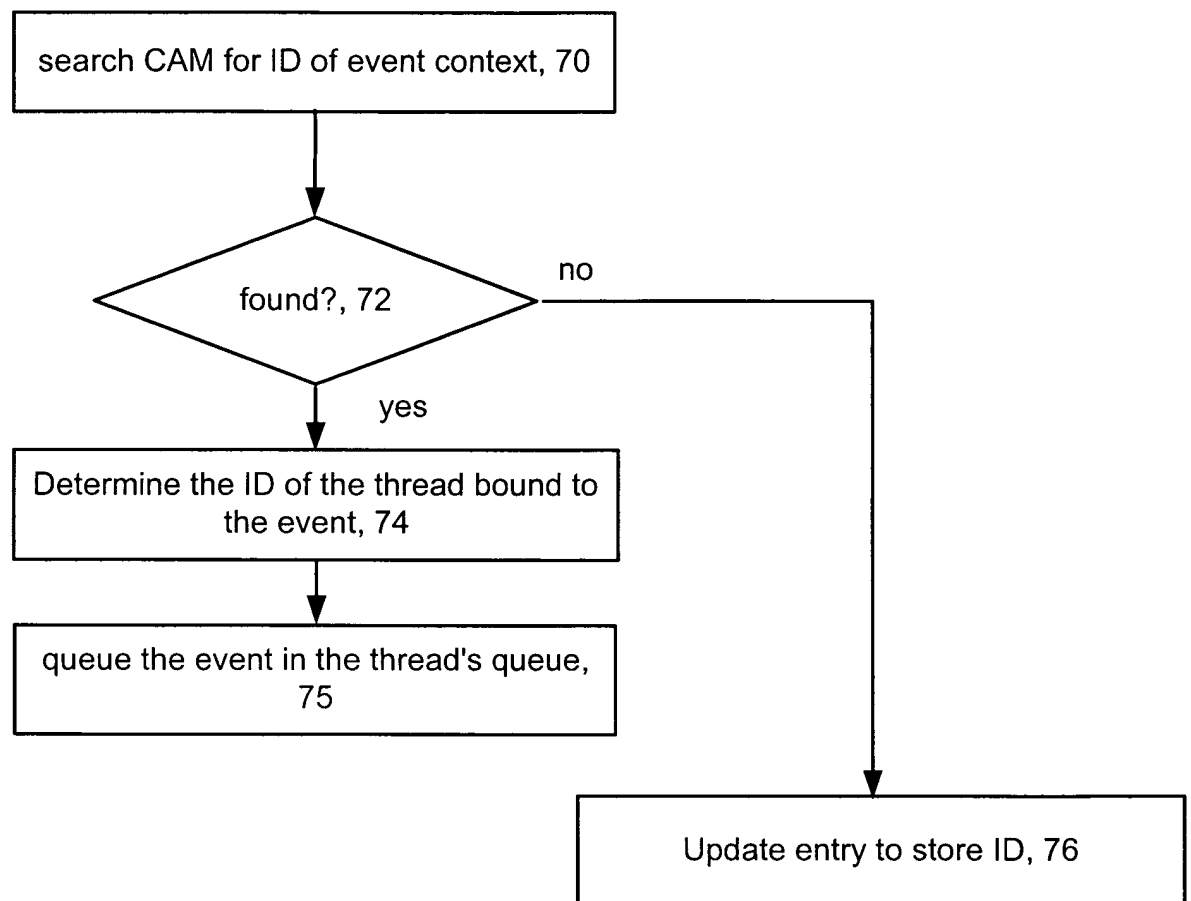 search CAM for ID of event context, 70
found?, 72
no
yes
Determine the ID of the thread bound to
the event, 74
queue the event in the thread's queue,
75
Update entry to store ID, 76